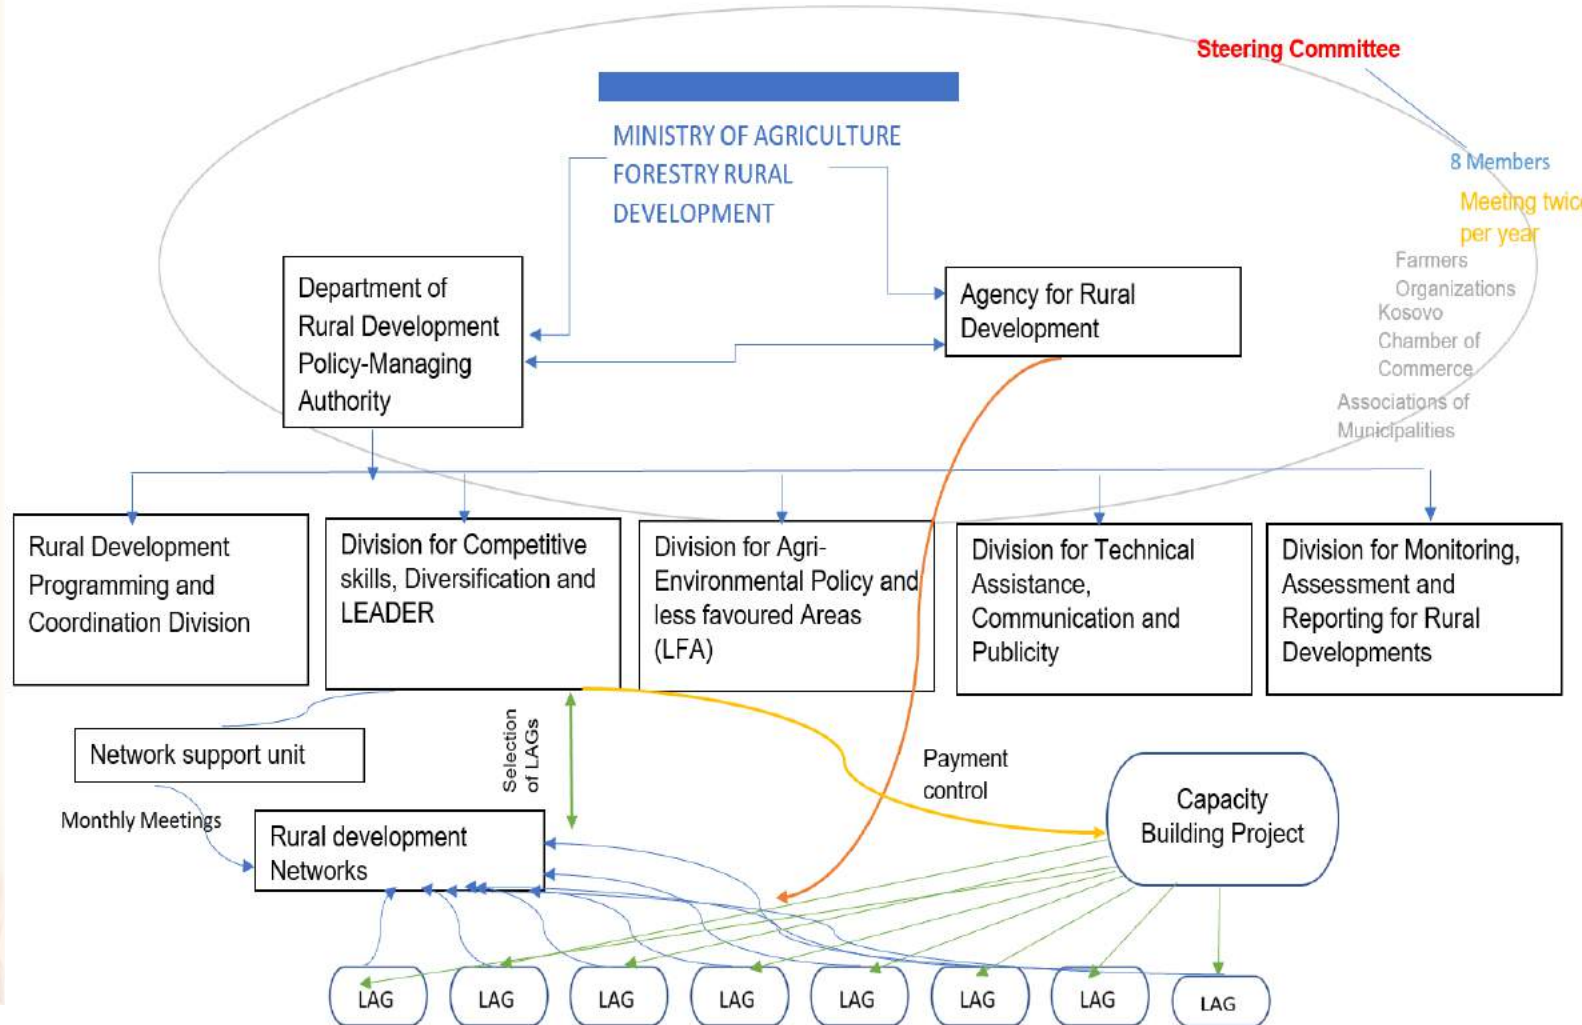 Steering Committee
MINISTRY OF AGRICULTURE
FORESTRY RURAL
DEVELOPMENT
8 Members
Meeting twice
per year
Farmers
Organizations
Kosovo
Chamber of
Commerce
Associations of
Municipalities
Department of
Rural Development
Policy-Managing
Authority
Agency for Rural
Development
Rural Development
Programming and
Coordination Division
Division for Competitive
skills, Diversification and
LEADER
Division for Agri-
Environmental Policy and
less favoured Areas
(LFA)
Division for Technical
Assistance,
Communication and
Publicity
Division for Monitoring,
Assessment and
Reporting for Rural
Developments
Network support unit
Selection
of LAGs
Payment
control
Capacity
Building Project
Monthly Meetings
Rural development
Networks
LAG
LAG
LAG
LAG
LAG
LAG
LAG
LAG